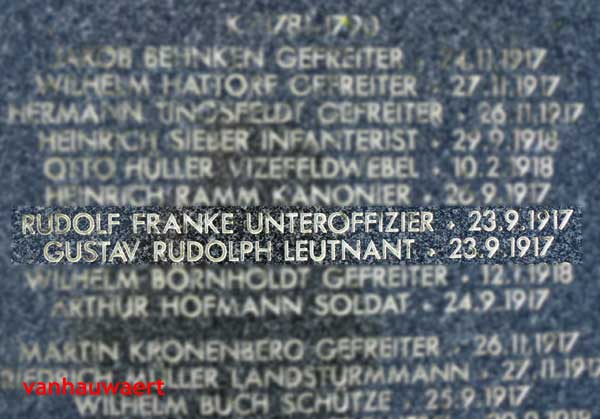 JAKOB BEHNKEN GEFREITER · 24.11.1917
WILHELM HATTORF GEFREITER · 27.11.1917
HERMANN TUNGSFELDT GEFREITER · 26.11.1917
HEINRICH SIEBER INFANTERIST · 29.9.1918
OTTO HÜLLER VIZEFELDWEBEL · 10.2.1918
HEINRICH RAMM KANONIER · 26.9.1917
RUDOLF FRANKE UNTEROFFIZIER · 23.9.1917
GUSTAV RUDOLPH LEUTNANT · 23.9.1917
WILHELM BORNHOLDT GEFREITER · 12.1.1918
ARTHUR HOFMANN SOLDAT · 24.9.1917
MARTIN KRONENBERG GEFREITER · 26.11.1917
MÜLLER LANDSTURMMANN · 27.11.1917
vanhauwaert
WILHELM BUCH SCHÜTZE · 25.9.1917